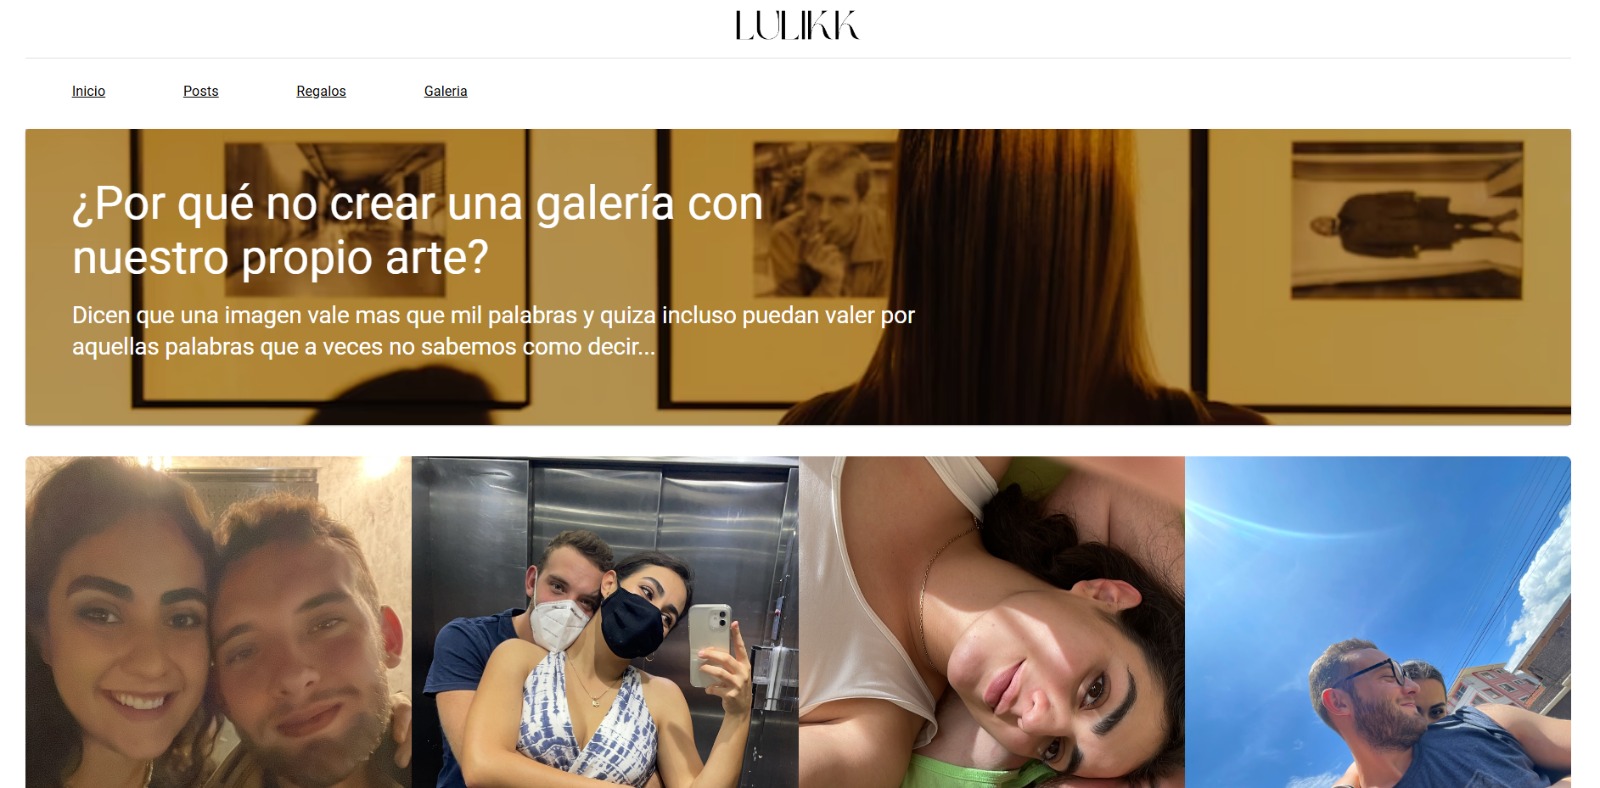 LULIKK
Inicio Posts Regalos Galeria
¿Por qué no crear una galería con
nuestro propio arte?
Dicen que una imagen vale mas que mil palabras y quiza incluso puedan valer por
aquellas palabras que a veces no sabemos como decir...